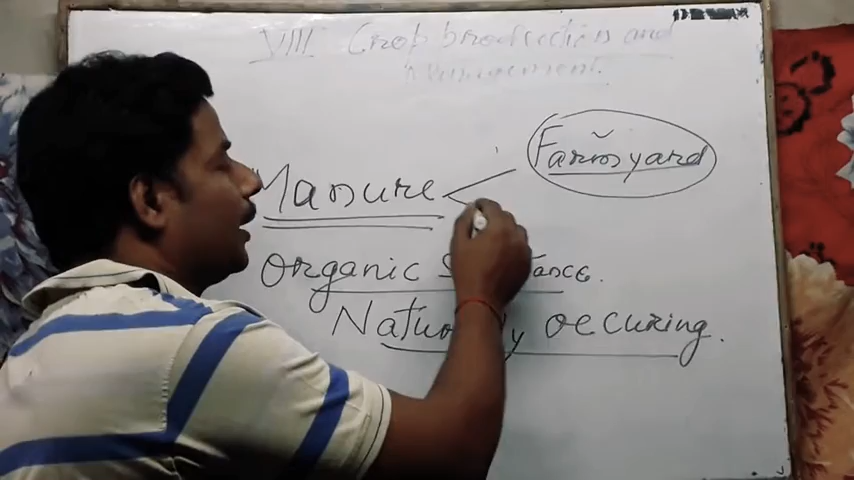 VIII Crop production and
Management.
Manure < Farmyard
Organic Substance.
Naturally occuring.